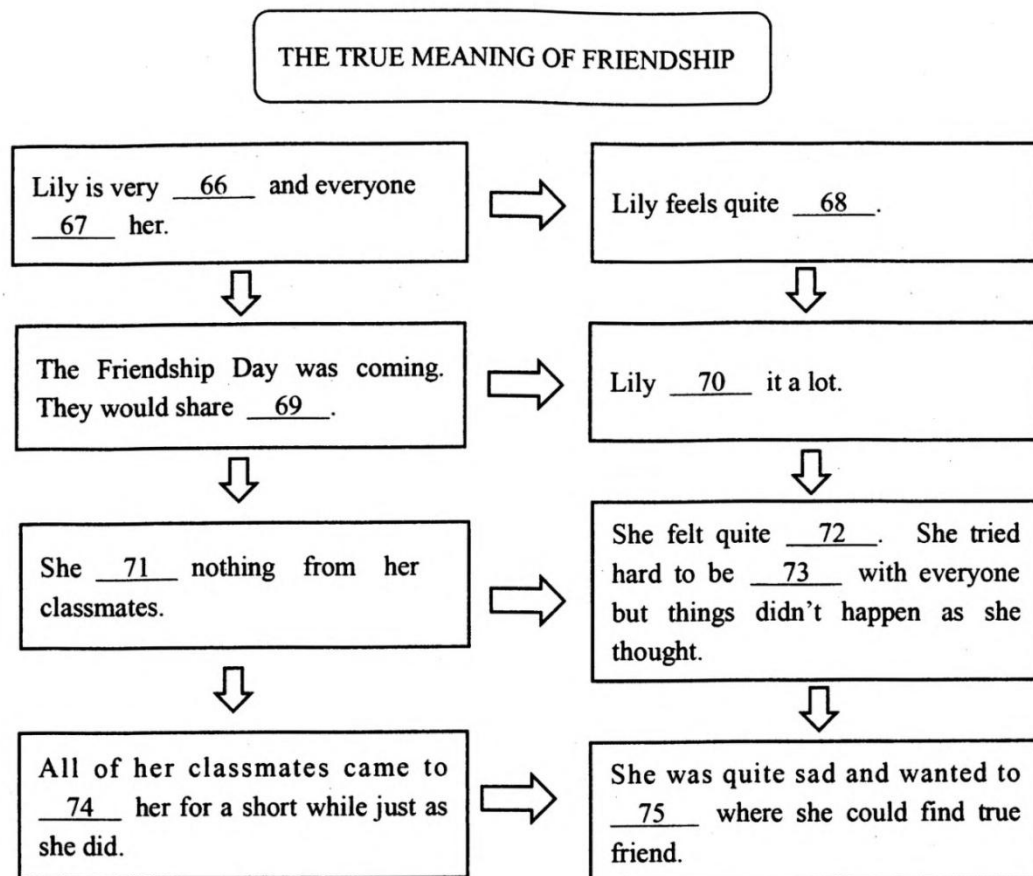 THE TRUE MEANING OF FRIENDSHIP
Lily is very 66 and everyone
67 her.
Lily feels quite 68 .
The Friendship Day was coming.
They would share 69 .
Lily 70 it a lot.
She 71 nothing from her
classmates.
She felt quite 72 . She tried
hard to be 73 with everyone
but things didn't happen as she
thought.
All of her classmates came to
74 her for a short while just as
she did.
She was quite sad and wanted to
75 where she could find true
friend.